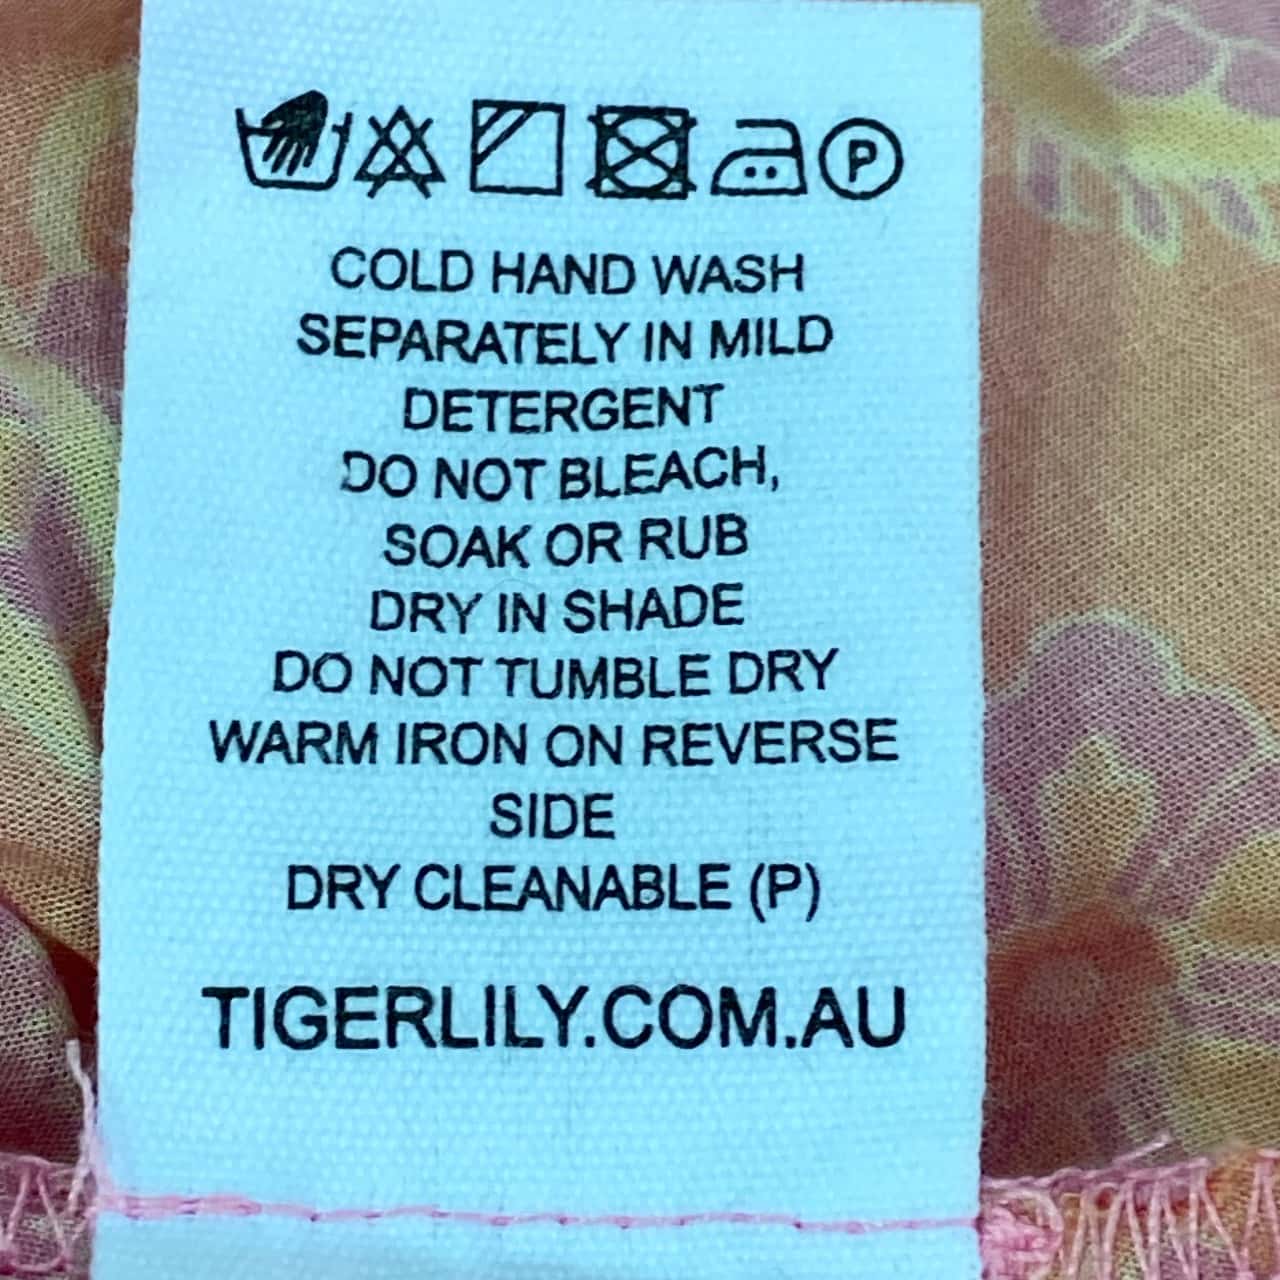 P
COLD HAND WASH
SEPARATELY IN MILD
DETERGENT
DO NOT BLEACH,
SOAK OR RUB
DRY IN SHADE
DO NOT TUMBLE DRY
WARM IRON ON REVERSE
SIDE
DRY CLEANABLE (P)
TIGERLILY.COM.AU